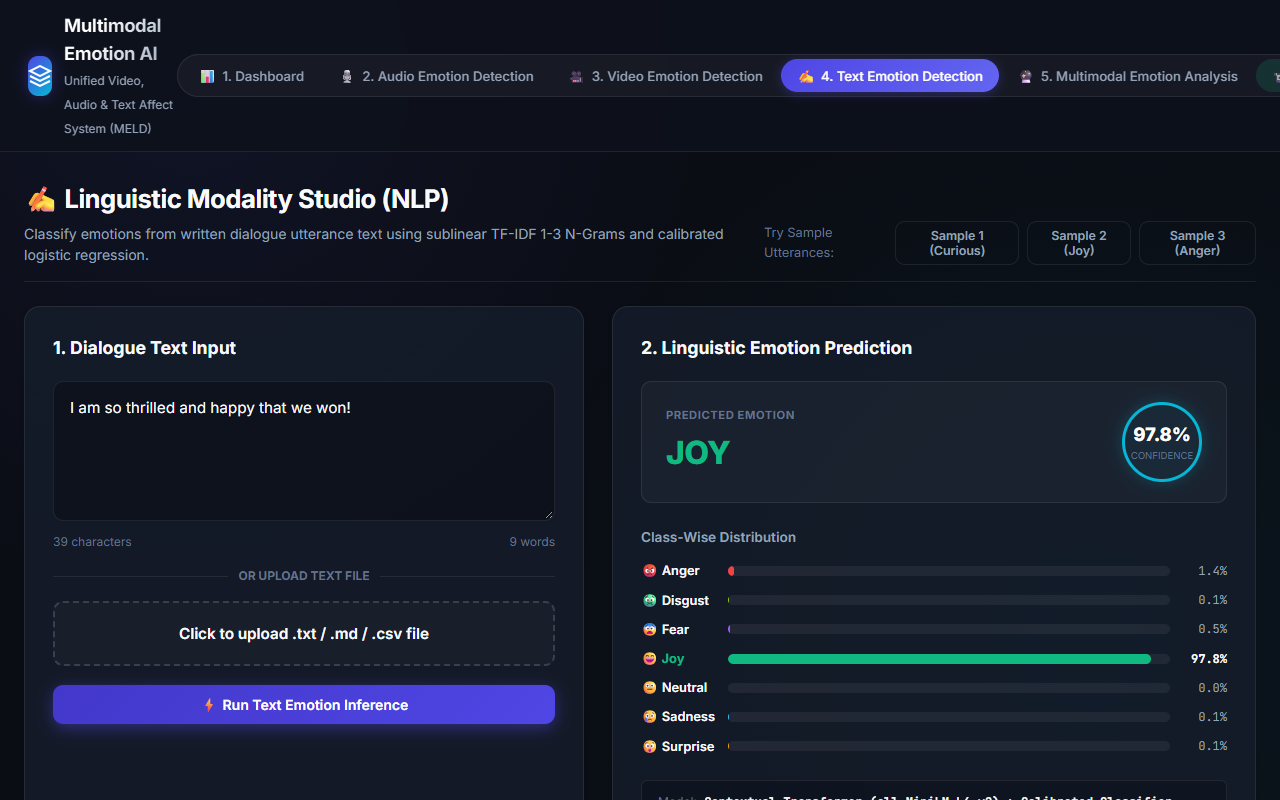 Multimodal
Emotion AI
Unified Video,
Audio & Text Affect
System (MELD)
1. Dashboard
2. Audio Emotion Detection
3. Video Emotion Detection
4. Text Emotion Detection
5. Multimodal Emotion Analysis
Linguistic Modality Studio (NLP)
Classify emotions from written dialogue utterance text using sublinear TF-IDF 1-3 N-Grams and calibrated
logistic regression.
Try Sample
Utterances:
Sample 1
(Curious)
Sample 2
(Joy)
Sample 3
(Anger)
1. Dialogue Text Input
I am so thrilled and happy that we won!
39 characters
9 words
OR UPLOAD TEXT FILE
Click to upload .txt / .md / .csv file
Run Text Emotion Inference
2. Linguistic Emotion Prediction
PREDICTED EMOTION
JOY
97.8%
CONFIDENCE
Class-Wise Distribution
Anger 1.4%
Disgust 0.1%
Fear 0.5%
Joy 97.8%
Neutral 0.0%
Sadness 0.1%
Surprise 0.1%